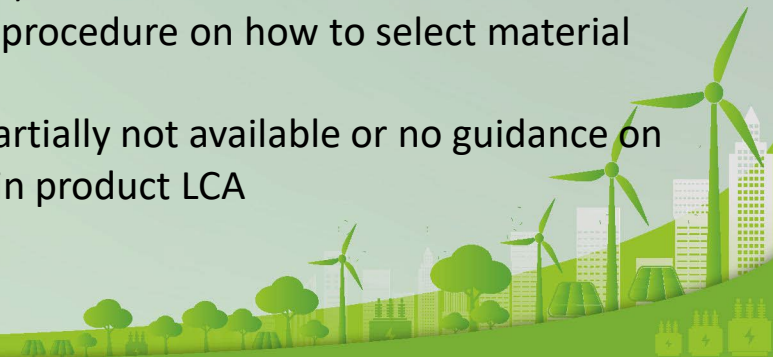 procedure on how to select material
artially not available or no guidance on
n product LCA